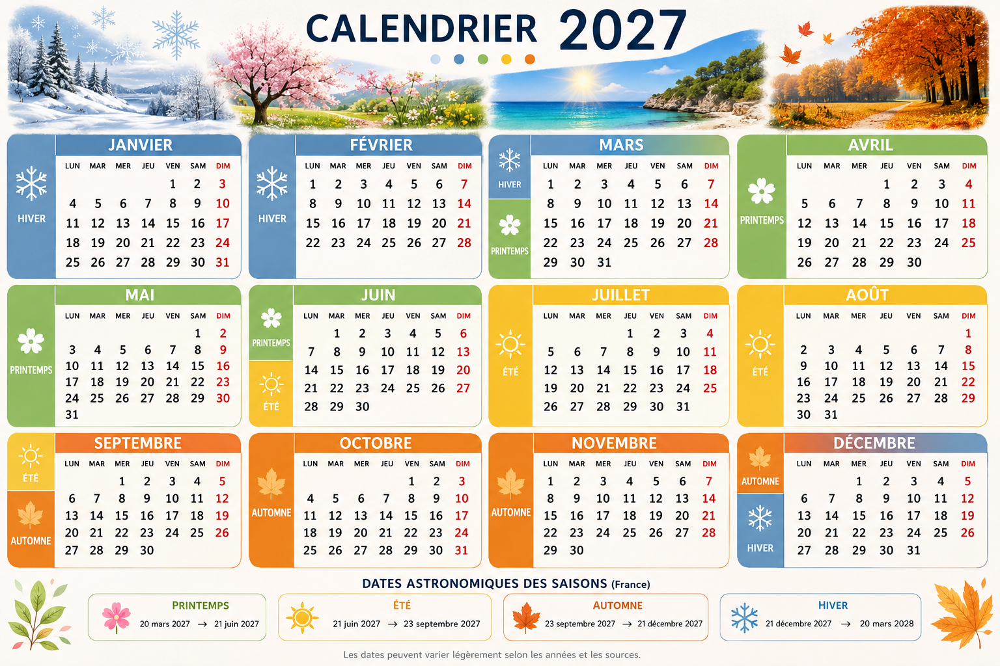 CALENDRIER 2027
JANVIER
HIVER
LUN MAR MER JEU VEN SAM DIM
1 2 3
4 5 6 7 8 9 10
11 12 13 14 15 16 17
18 19 20 21 22 23 24
25 26 27 28 29 30 31
FÉVRIER
HIVER
LUN MAR MER JEU VEN SAM DIM
1 2 3 4 5 6 7
8 9 10 11 12 13 14
15 16 17 18 19 20 21
22 23 24 25 26 27 28
MARS
HIVER
PRINTEMPS
LUN MAR MER JEU VEN SAM DIM
1 2 3 4 5 6 7
8 9 10 11 12 13 14
15 16 17 18 19 20 21
22 23 24 25 26 27 28
29 30 31
AVRIL
PRINTEMPS
LUN MAR MER JEU VEN SAM DIM
1 2 3 4
5 6 7 8 9 10 11
12 13 14 15 16 17 18
19 20 21 22 23 24 25
26 27 28 29 30
MAI
PRINTEMPS
LUN MAR MER JEU VEN SAM DIM
1 2
3 4 5 6 7 8 9
10 11 12 13 14 15 16
17 18 19 20 21 22 23
24 25 26 27 28 29 30
31
JUIN
PRINTEMPS
ÉTÉ
LUN MAR MER JEU VEN SAM DIM
1 2 3 4 5 6
7 8 9 10 11 12 13
14 15 16 17 18 19 20
21 22 23 24 25 26 27
28 29 30
JUILLET
ÉTÉ
LUN MAR MER JEU VEN SAM DIM
1 2 3 4
5 6 7 8 9 10 11
12 13 14 15 16 17 18
19 20 21 22 23 24 25
26 27 28 29 30 31
AOÛT
ÉTÉ
LUN MAR MER JEU VEN SAM DIM
1
2 3 4 5 6 7 8
9 10 11 12 13 14 15
16 17 18 19 20 21 22
23 24 25 26 27 28 29
30 31
SEPTEMBRE
ÉTÉ
AUTOMNE
LUN MAR MER JEU VEN SAM DIM
1 2 3 4 5
6 7 8 9 10 11 12
13 14 15 16 17 18 19
20 21 22 23 24 25 26
27 28 29 30
OCTOBRE
AUTOMNE
LUN MAR MER JEU VEN SAM DIM
1 2 3
4 5 6 7 8 9 10
11 12 13 14 15 16 17
18 19 20 21 22 23 24
25 26 27 28 29 30 31
NOVEMBRE
AUTOMNE
LUN MAR MER JEU VEN SAM DIM
1 2 3 4 5 6 7
8 9 10 11 12 13 14
15 16 17 18 19 20 21
22 23 24 25 26 27 28
29 30
DÉCEMBRE
AUTOMNE
HIVER
LUN MAR MER JEU VEN SAM DIM
1 2 3 4 5
6 7 8 9 10 11 12
13 14 15 16 17 18 19
20 21 22 23 24 25 26
27 28 29 30 31
DATES ASTRONOMIQUES DES SAISONS (France)
PRINTEMPS
20 mars 2027 → 21 juin 2027
ÉTÉ
21 juin 2027 → 23 septembre 2027
AUTOMNE
23 septembre 2027 → 21 décembre 2027
HIVER
21 décembre 2027 → 20 mars 2028
Les dates peuvent varier légèrement selon les années et les sources.